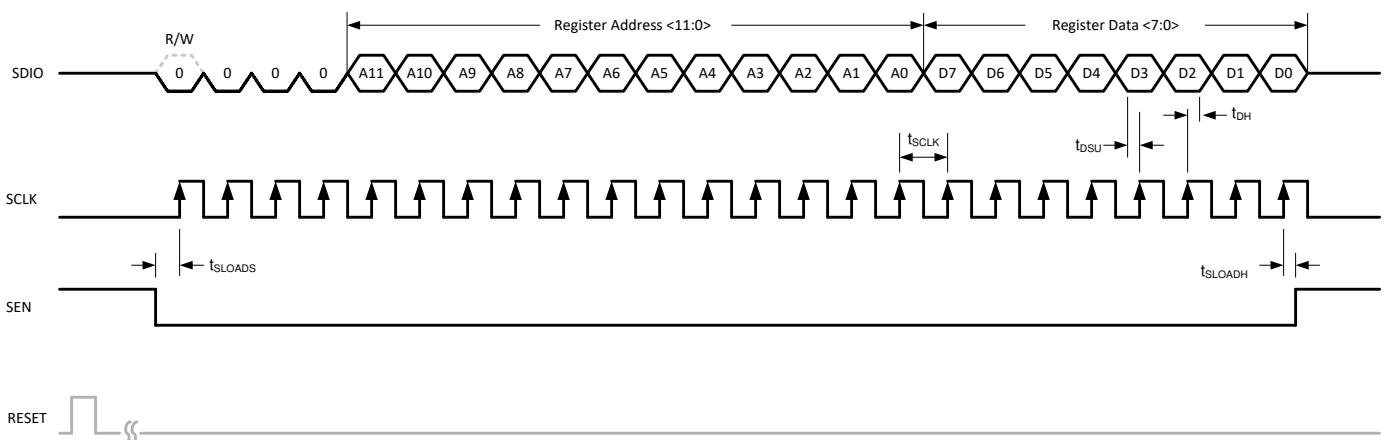 Register Address <11:0>
Register Data <7:0>
R/W
SDIO
0 0 0 0 A11 A10 A9 A8 A7 A6 A5 A4 A3 A2 A1 A0 D7 D6 D5 D4 D3 D2 D1 D0
tDH
tSCLK
tDSU
SCLK
tSLOADS
tSLOADH
SEN
RESET